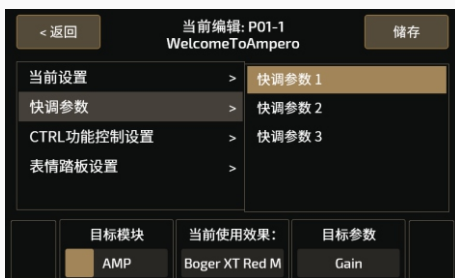 <返回
当前编辑: P01-1
WelcomeToAmpero
储存
当前设置 >
快调参数 >
CTRL功能控制设置 >
表情踏板设置 >
快调参数 1
快调参数 2
快调参数 3
目标模块
当前使用效果:
目标参数
AMP
Boger XT Red M
Gain